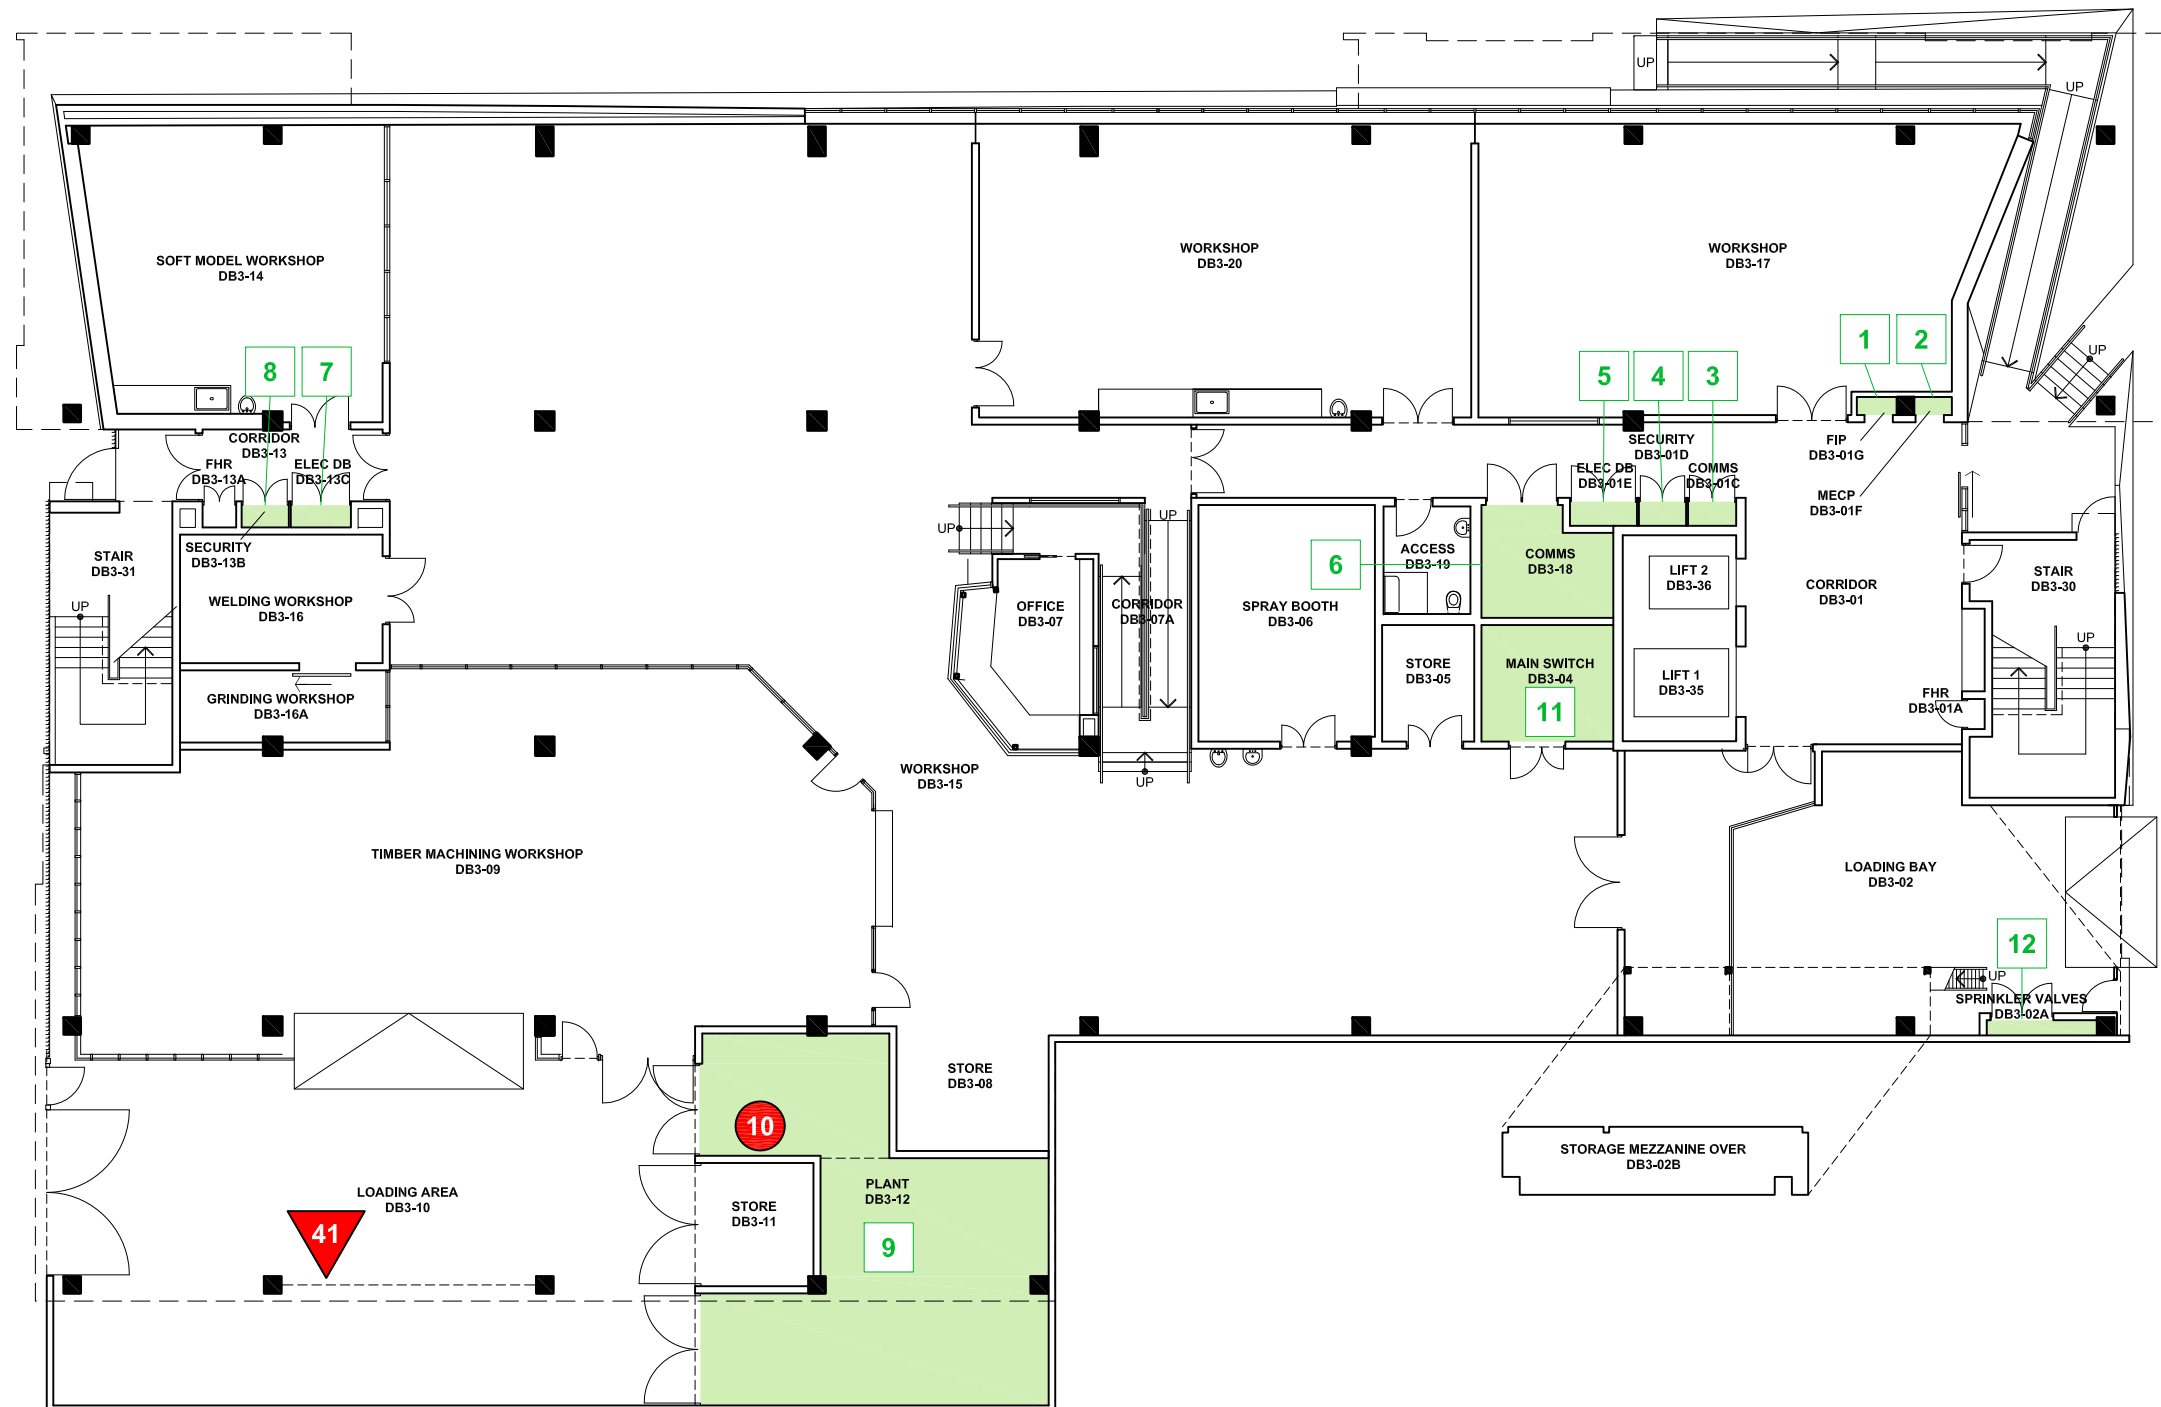 UP
UP
WORKSHOP
DB3-20
WORKSHOP
DB3-17
SOFT MODEL WORKSHOP
DB3-14
1
2
UP
8
7
5
4
3
CORRIDOR
DB3-13
FHR
DB3-13A
ELEC DB
DB3-13C
SECURITY
DB3-01D
ELEC DB
DB3-01E
COMMS
DB3-01C
FIP
DB3-01G
MECP
DB3-01F
UP
UP
SECURITY
DB3-13B
STAIR
DB3-31
ACCESS
DB3-19
6
COMMS
DB3-18
LIFT 2
DB3-36
CORRIDOR
DB3-01
STAIR
DB3-30
UP
WELDING WORKSHOP
DB3-16
OFFICE
DB3-07
CORRIDOR
DB3-07A
SPRAY BOOTH
DB3-06
UP
STORE
DB3-05
MAIN SWITCH
DB3-04
11
LIFT 1
DB3-35
GRINDING WORKSHOP
DB3-16A
FHR
DB3-01A
WORKSHOP
DB3-15
UP
TIMBER MACHINING WORKSHOP
DB3-09
LOADING BAY
DB3-02
12
UP
SPRINKLER VALVES
DB3-02A
STORE
DB3-08
10
STORAGE MEZZANINE OVER
DB3-02B
LOADING AREA
DB3-10
PLANT
DB3-12
STORE
DB3-11
41
9